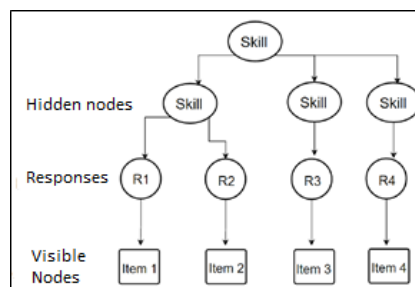 Skill
Hidden nodes
Skill
Skill
Skill
Responses
R1
R2
R3
R4
Visible
Nodes
Item 1
Item 2
Item 3
Item 4